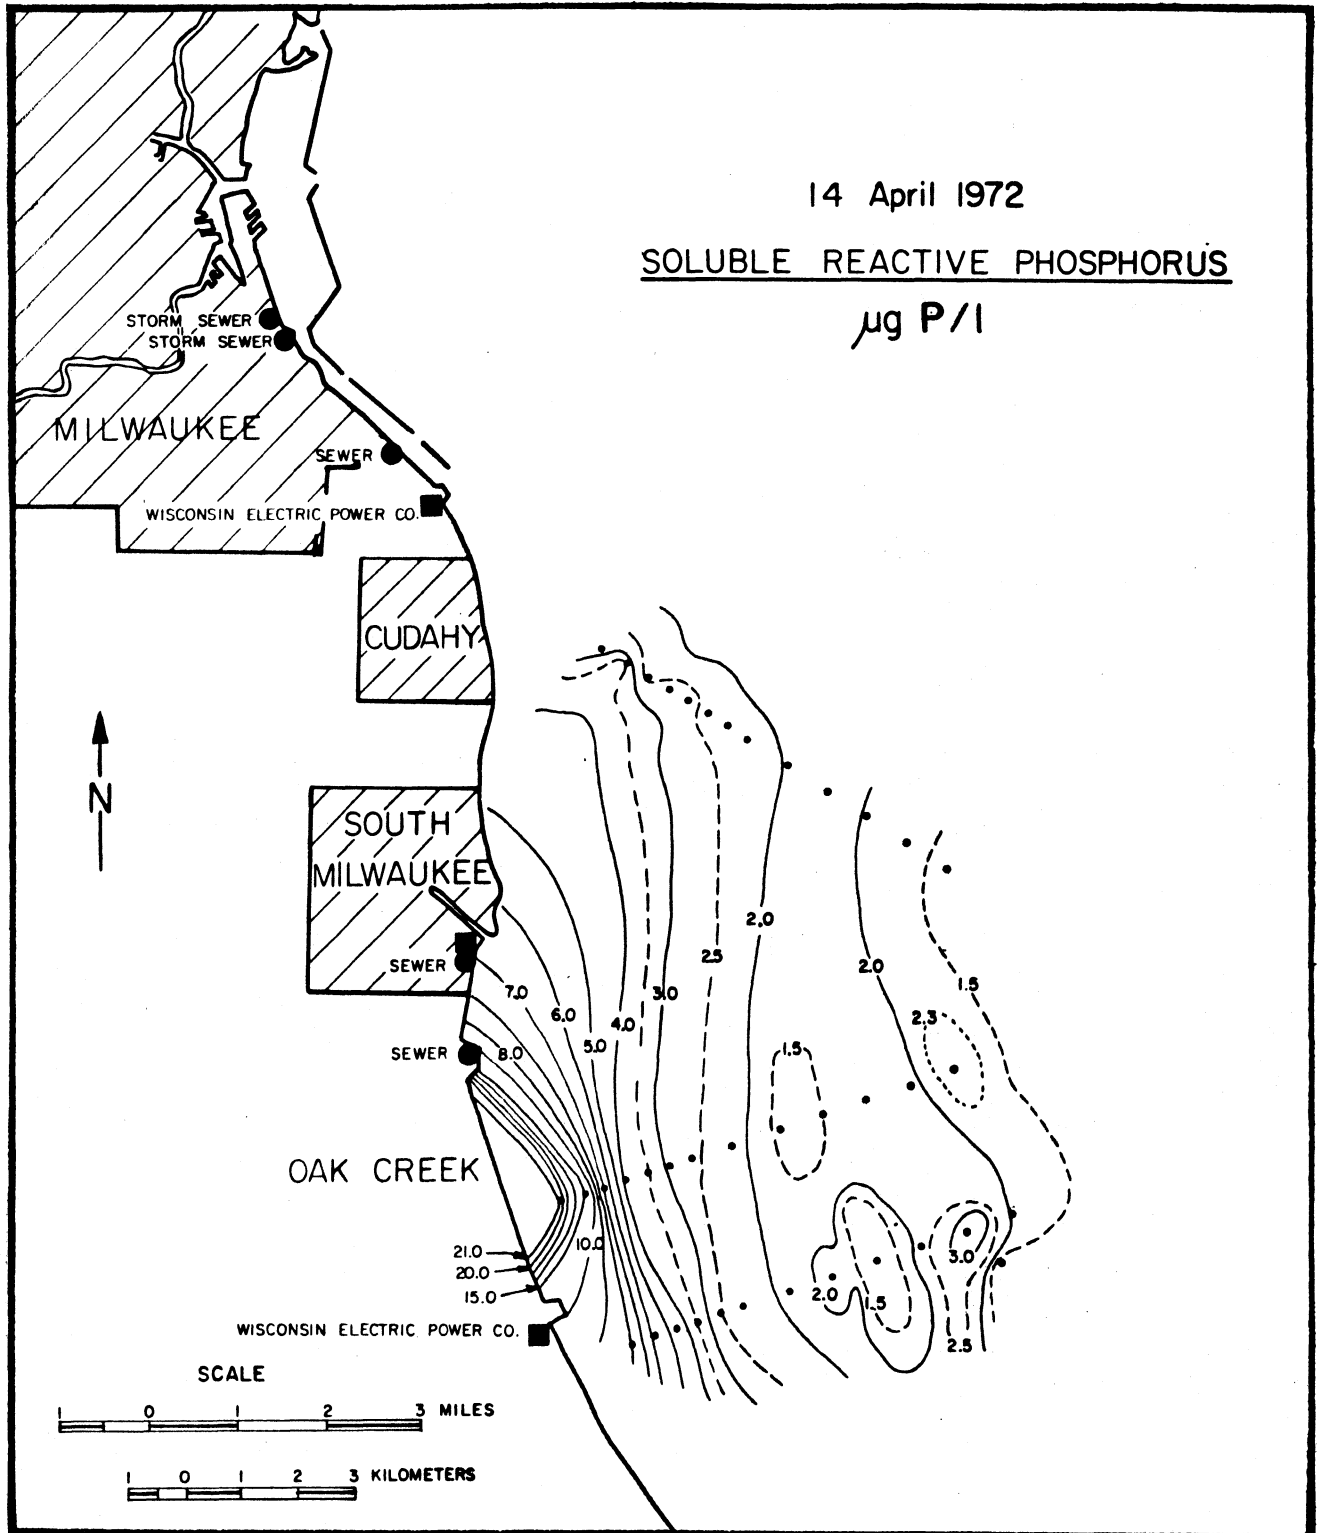 14 April 1972
SOLUBLE REACTIVE PHOSPHORUS
µg P/l
STORM SEWER
STORM SEWER
MILWAUKEE
SEWER
WISCONSIN ELECTRIC POWER CO.
CUDAHY
N
SOUTH
MILWAUKEE
SEWER
SEWER
2.0
2.5
2.0
3.0
1.5
7.0
6.0
4.0
2.3
5.0
8.0
1.5
OAK CREEK
10.0
21.0
20.0
15.0
3.0
2.0
1.5
2.5
WISCONSIN ELECTRIC POWER CO.
SCALE
1 0 1 2 3 MILES
1 0 1 2 3 KILOMETERS